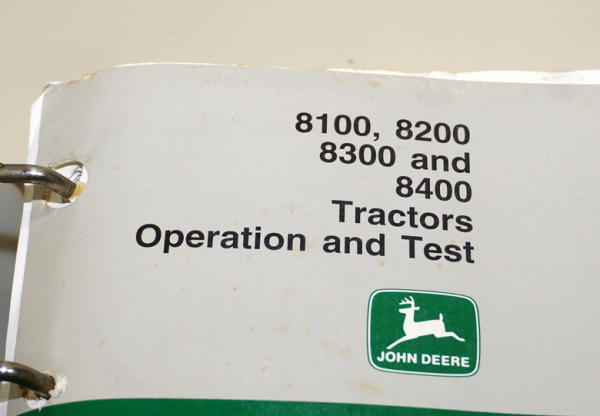 8100, 8200
8300 and
8400
Tractors
Operation and Test
JOHN DEERE